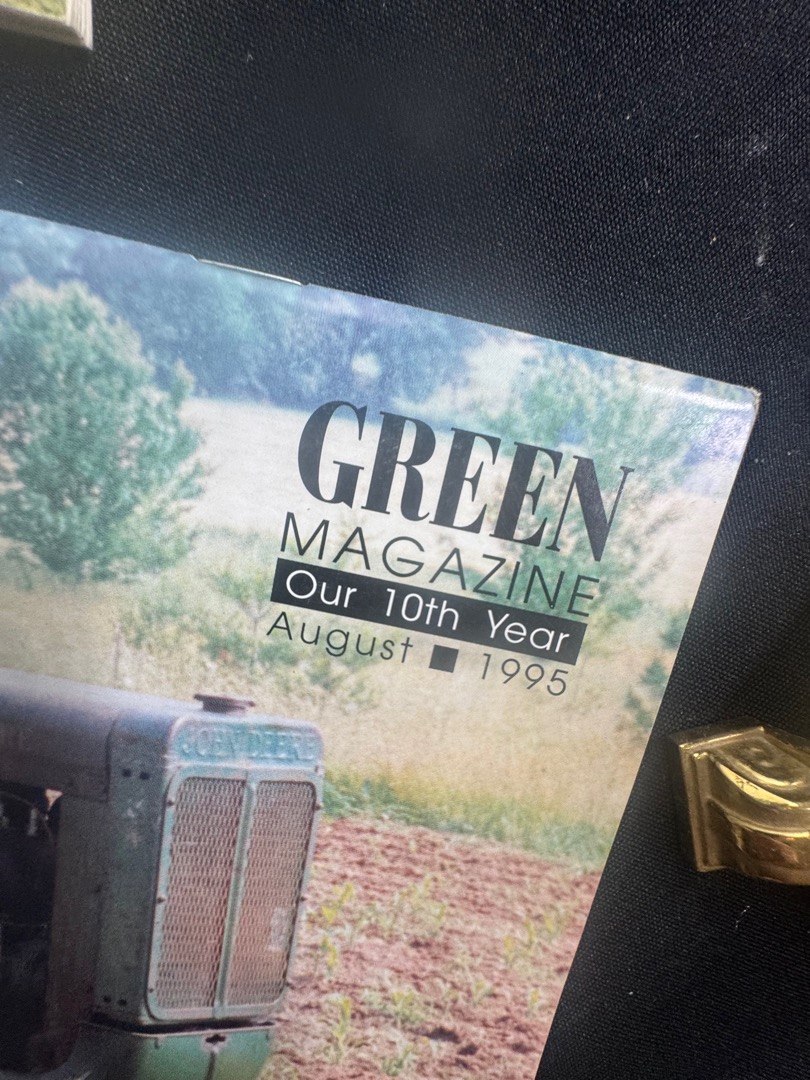 GREEN
MAGAZINE
Our 10th Year
August ■ 1995
JOHN DEERE